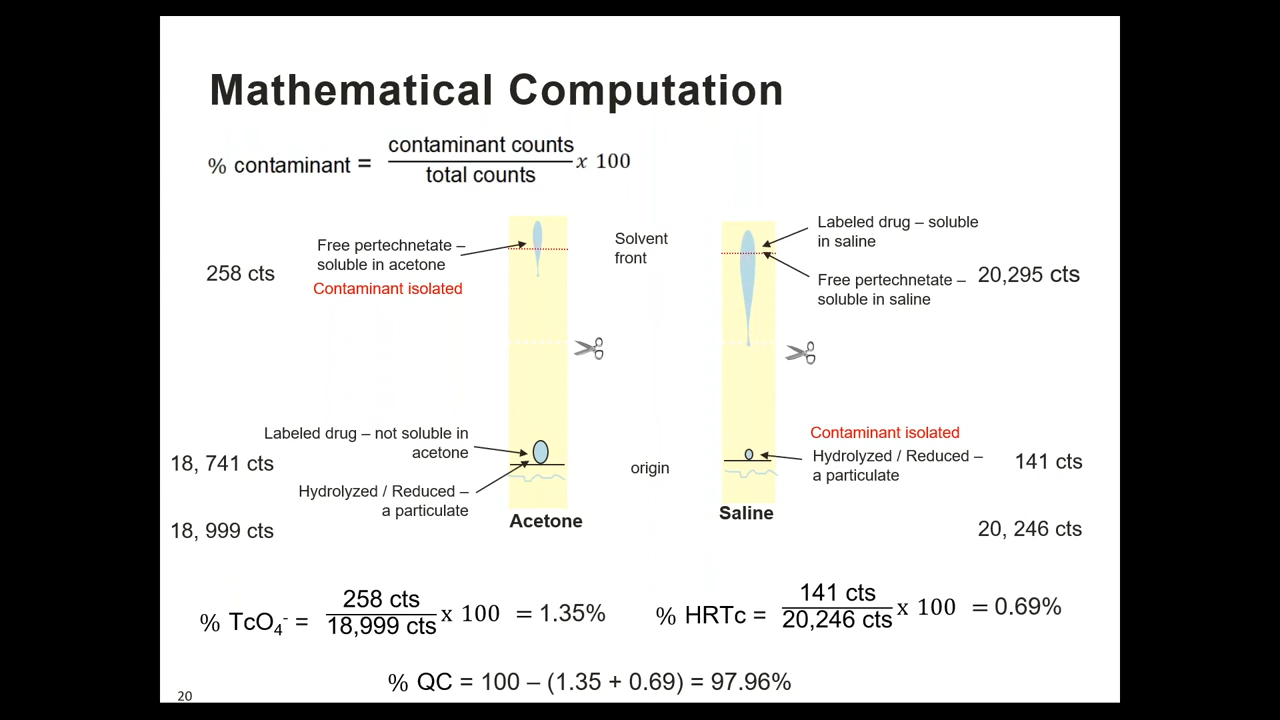 Mathematical Computation
% contaminant = contaminant counts x 100
total counts
Free pertechnetate –
soluble in acetone
Contaminant isolated
258 cts
Solvent
front
Labeled drug – soluble
in saline
Free pertechnetate –
soluble in saline
20,295 cts
Labeled drug – not soluble in
acetone
18, 741 cts
Hydrolyzed / Reduced –
a particulate
18, 999 cts
Acetone
origin
Contaminant isolated
Hydrolyzed / Reduced –
a particulate
141 cts
Saline
20, 246 cts
% TcO4- = 258 cts x 100 = 1.35%
18,999 cts
% HRTc = 141 cts x 100 = 0.69%
20,246 cts
% QC = 100 – (1.35 + 0.69) = 97.96%
20